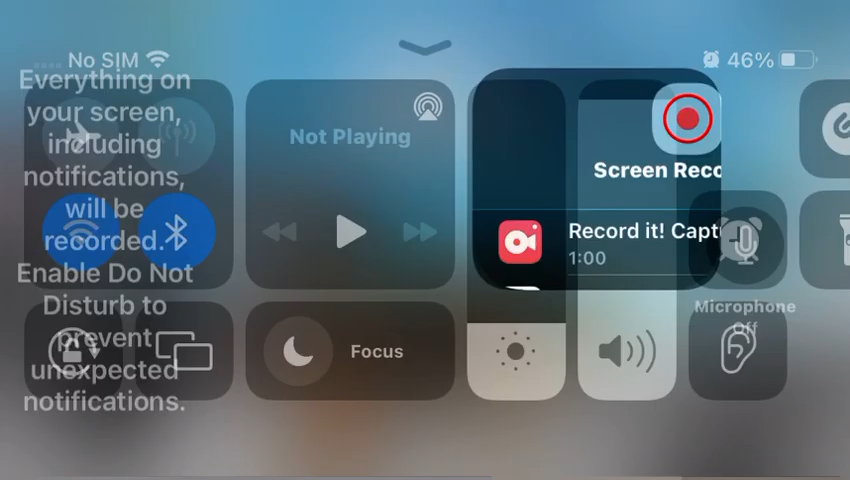 No SIM
46%
Everything on
your screen,
including
notifications,
will be
recorded.
Enable Do Not
Disturb to
prevent
unexpected
notifications.
Not Playing
Focus
Screen Reco
Record it! Captu
1:00
Microphone
Off